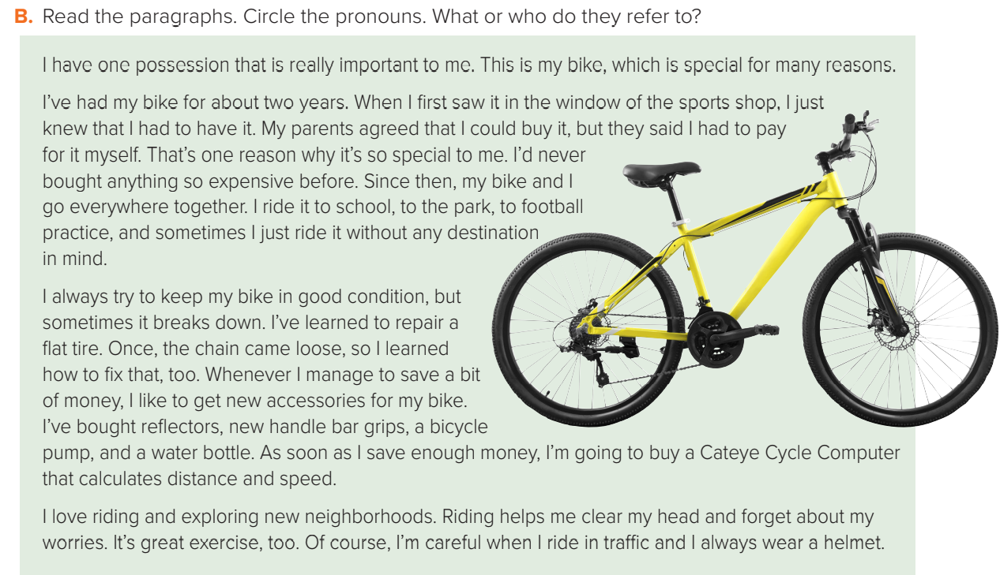 B. Read the paragraphs. Circle the pronouns. What or who do they refer to?
I have one possession that is really important to me. This is my bike, which is special for many reasons.
I’ve had my bike for about two years. When I first saw it in the window of the sports shop, I just
knew that I had to have it. My parents agreed that I could buy it, but they said I had to pay
for it myself. That’s one reason why it’s so special to me. I’d never
bought anything so expensive before. Since then, my bike and I
go everywhere together. I ride it to school, to the park, to football
practice, and sometimes I just ride it without any destination
in mind.
I always try to keep my bike in good condition, but
sometimes it breaks down. I’ve learned to repair a
flat tire. Once, the chain came loose, so I learned
how to fix that, too. Whenever I manage to save a bit
of money, I like to get new accessories for my bike.
I’ve bought reflectors, new handle bar grips, a bicycle
pump, and a water bottle. As soon as I save enough money, I’m going to buy a Cateye Cycle Computer
that calculates distance and speed.
I love riding and exploring new neighborhoods. Riding helps me clear my head and forget about my
worries. It’s great exercise, too. Of course, I’m careful when I ride in traffic and I always wear a helmet.